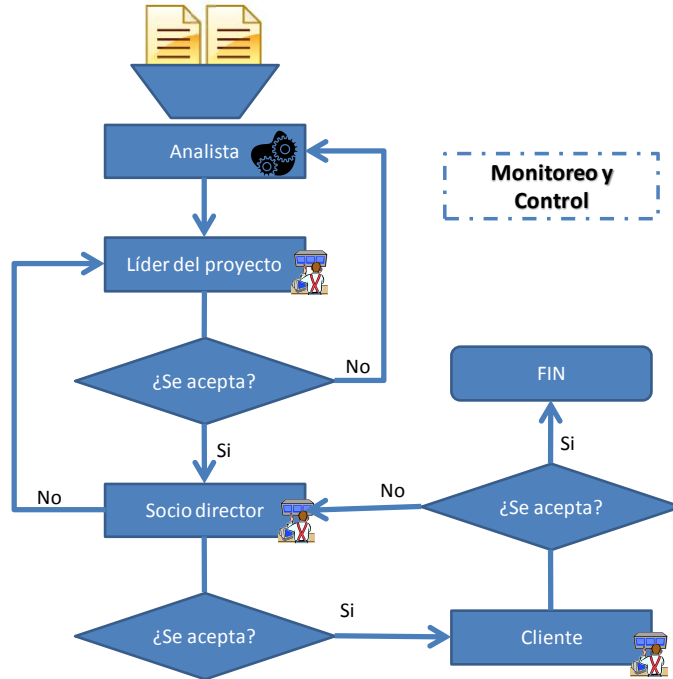 Analista
Monitoreo y
Control
Líder del proyecto
¿Se acepta?
No
FIN
Si
Si
No
Socio director
No
¿Se acepta?
¿Se acepta?
Si
Cliente